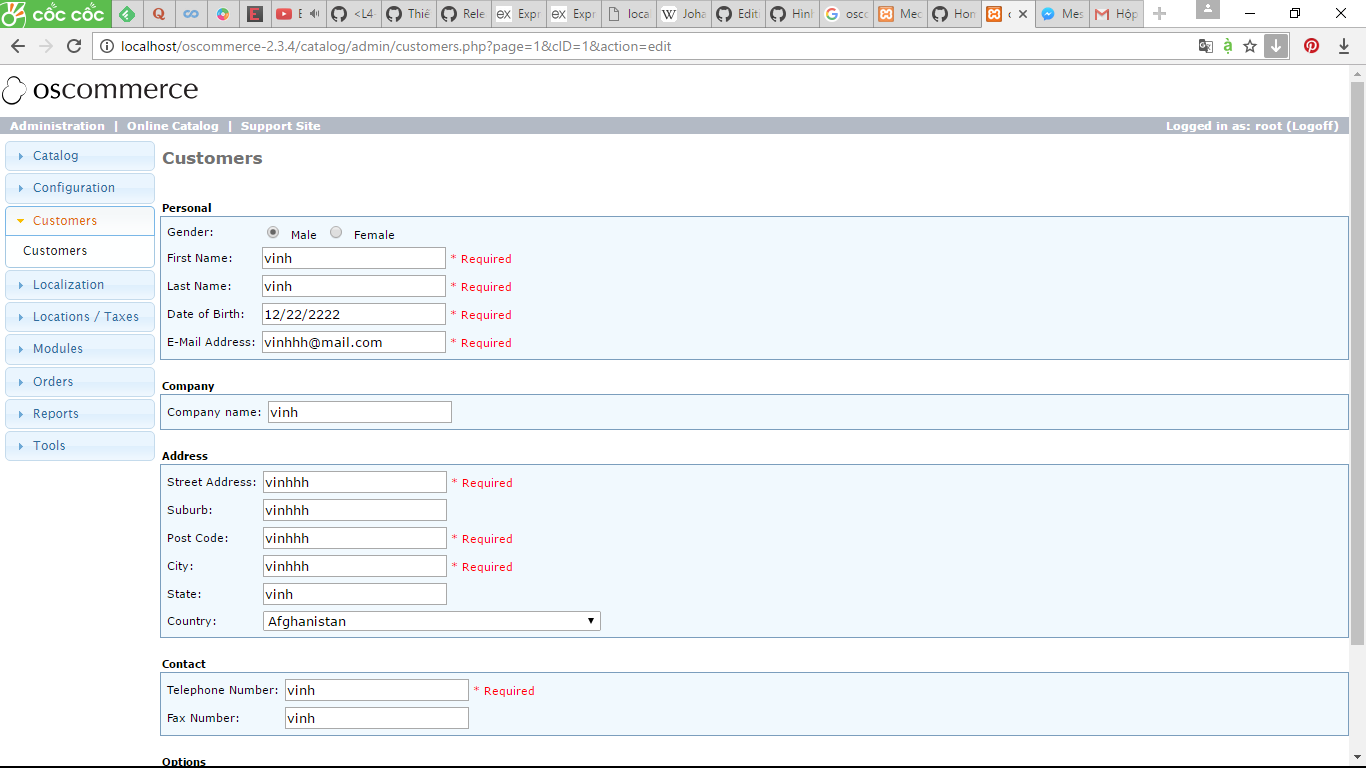 CỐC CỐC Q E E <L4 Thiế Rele ex Expr ex Expr loca W Joha Editi Hình G oscc Mec Hon c Mes Hộp
localhost/oscommerce-2.3.4/catalog/admin/customers.php?page=1&cID=1&action=edit
oscommerce
Administration | Online Catalog | Support Site Logged in as: root (Logoff)
Catalog
Configuration
Customers
Customers
Localization
Locations / Taxes
Modules
Orders
Reports
Tools
Customers
Personal
Gender: Male Female
First Name: vinh * Required
Last Name: vinh * Required
Date of Birth: 12/22/2222 * Required
E-Mail Address: vinhhh@mail.com * Required
Company
Company name: vinh
Address
Street Address: vinhhh * Required
Suburb: vinhhh
Post Code: vinhhh * Required
City: vinhhh * Required
State: vinh
Country: Afghanistan
Contact
Telephone Number: vinh * Required
Fax Number: vinh
Options